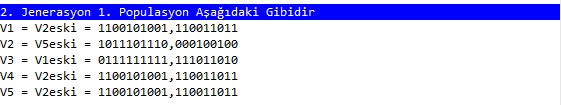 2. Jenerasyon 1. Populasyon Aşağıdaki Gibidir
V1 = V2eski = 1100101001,110011011
V2 = V5eski = 1011101110,000100100
V3 = V1eski = 0111111111,111011010
V4 = V2eski = 1100101001,110011011
V5 = V2eski = 1100101001,110011011